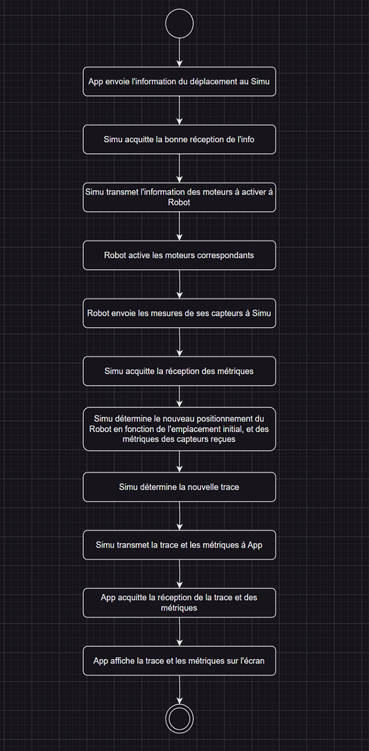 App envoie l'information du déplacement au Simu
Simu acquitte la bonne réception de l'info
Simu transmet l'information des moteurs à activer à
Robot
Robot active les moteurs correspondants
Robot envoie les mesures de ses capteurs à Simu
Simu acquitte la réception des métriques
Simu détermine le nouveau positionnement du
Robot en fonction de l'emplacement initial, et des
métriques des capteurs reçues
Simu détermine la nouvelle trace
Simu transmet la trace et les métriques à App
App acquitte la réception de la trace et des
métriques
App affiche la trace et les métriques sur l'écran